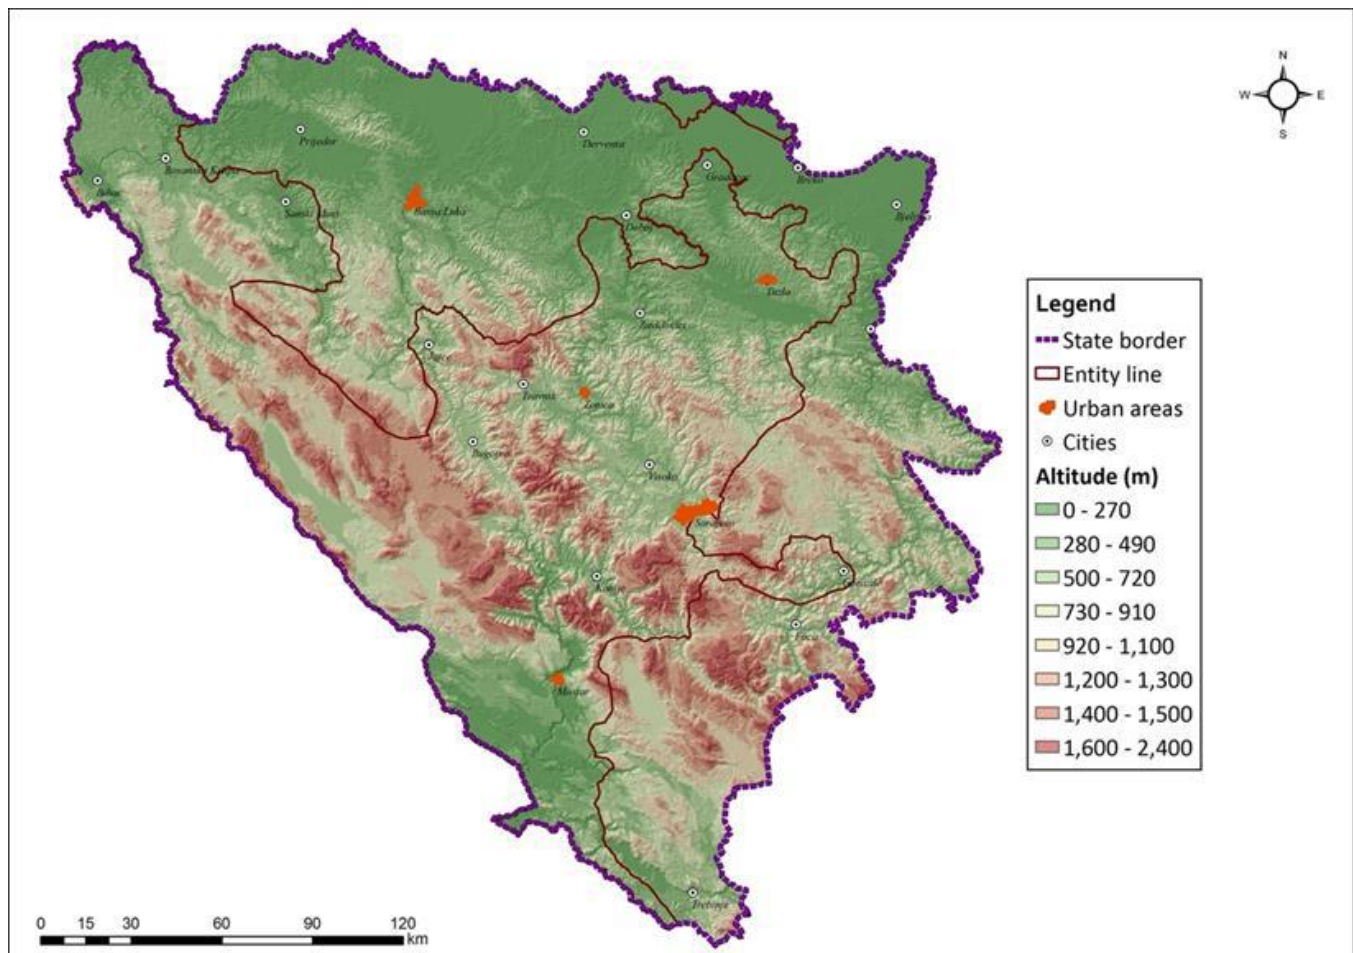 N
W E
S
Prijedor
Derventa
Bosanska Krupa
Gradačac
Brčko
Bihać
Sanski Most
Banja Luka
Bijeljina
Doboj
Tuzla
Zavidovići
Jajce
Travnik
Zenica
Bugojno
Visoko
Sarajevo
Konjic
Goražde
Foča
Mostar
Trebinje
Legend
State border
Entity line
Urban areas
Cities
Altitude (m)
0 - 270
280 - 490
500 - 720
730 - 910
920 - 1,100
1,200 - 1,300
1,400 - 1,500
1,600 - 2,400
0 15 30 60 90 120
km